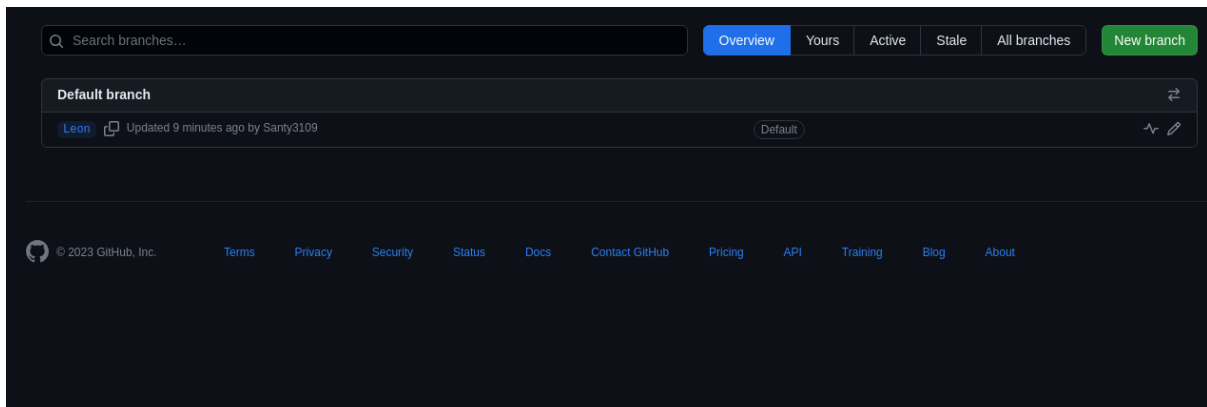 Search branches… Overview Yours Active Stale All branches New branch
Default branch
Leon Updated 9 minutes ago by Santy3109 Default
© 2023 GitHub, Inc. Terms Privacy Security Status Docs Contact GitHub Pricing API Training Blog About